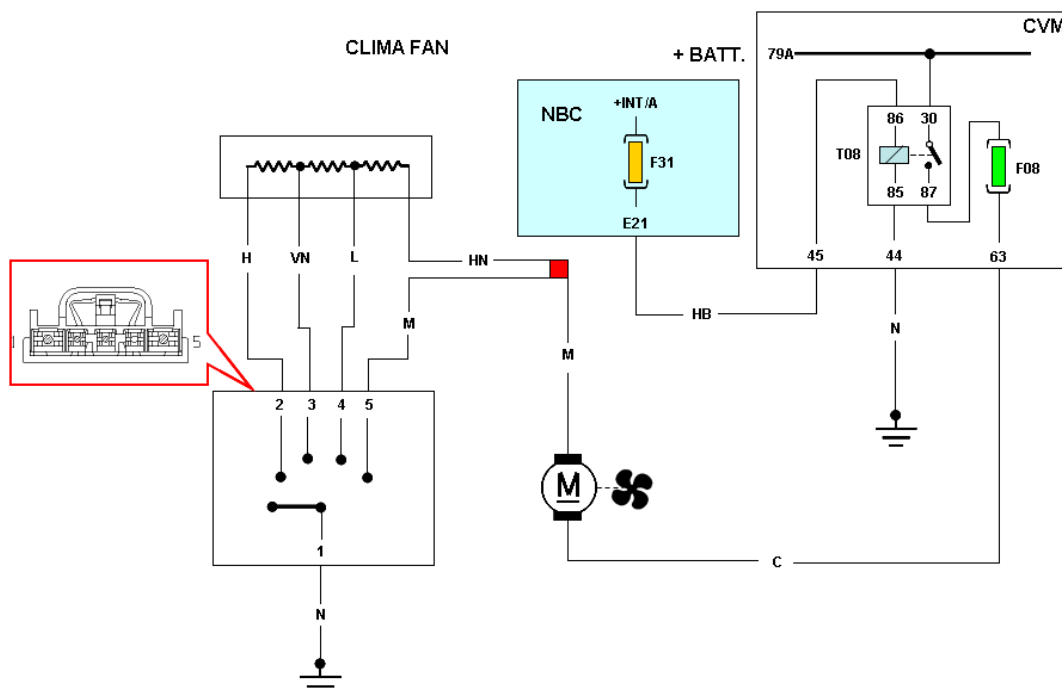 CVM
CLIMA FAN
+ BATT.
79A
NBC
+INT/A
F31
E21
86 30
T08
F08
85 87
45 44 63
H VN L HN
M
HB
N
M
1 5
2 3 4 5
M
1
C
N